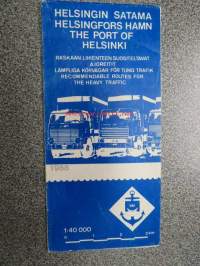 HELSINGIN SATAMA
HELSINGFORS HAMN
THE PORT OF
HELSINKI
RASKAAN LIIKENTEEN SUOSITELTAVAT
AJOREITIT
LÄMPLIGA KÖRVÄGAR FÖR TUNG TRAFIK
RECOMMENDABLE ROUTES FOR
THE HEAVY TRAFFIC
1988
1:40 000